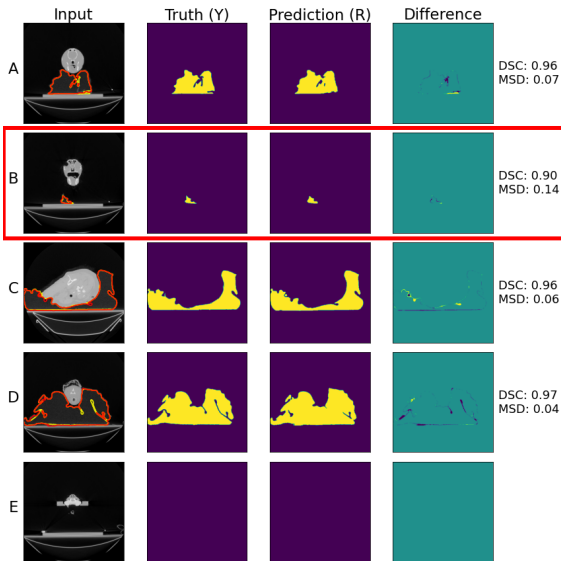 Input Truth (Y) Prediction (R) Difference
A DSC: 0.96
MSD: 0.07
B DSC: 0.90
MSD: 0.14
C DSC: 0.96
MSD: 0.06
D DSC: 0.97
MSD: 0.04
E